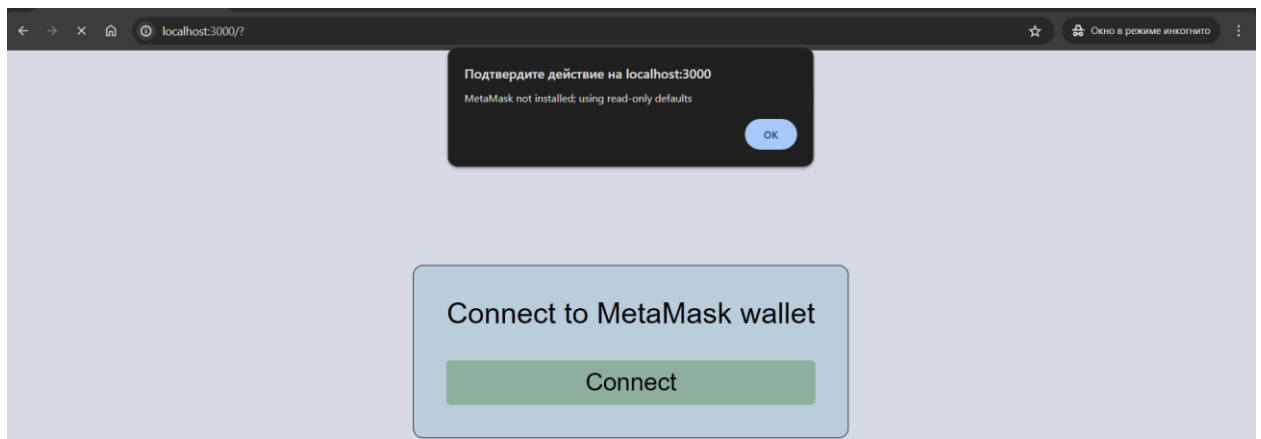 localhost:3000/?
Окно в режиме инкогнито
Подтвердите действие на localhost:3000
MetaMask not installed; using read-only defaults
ОК
Connect to MetaMask wallet
Connect